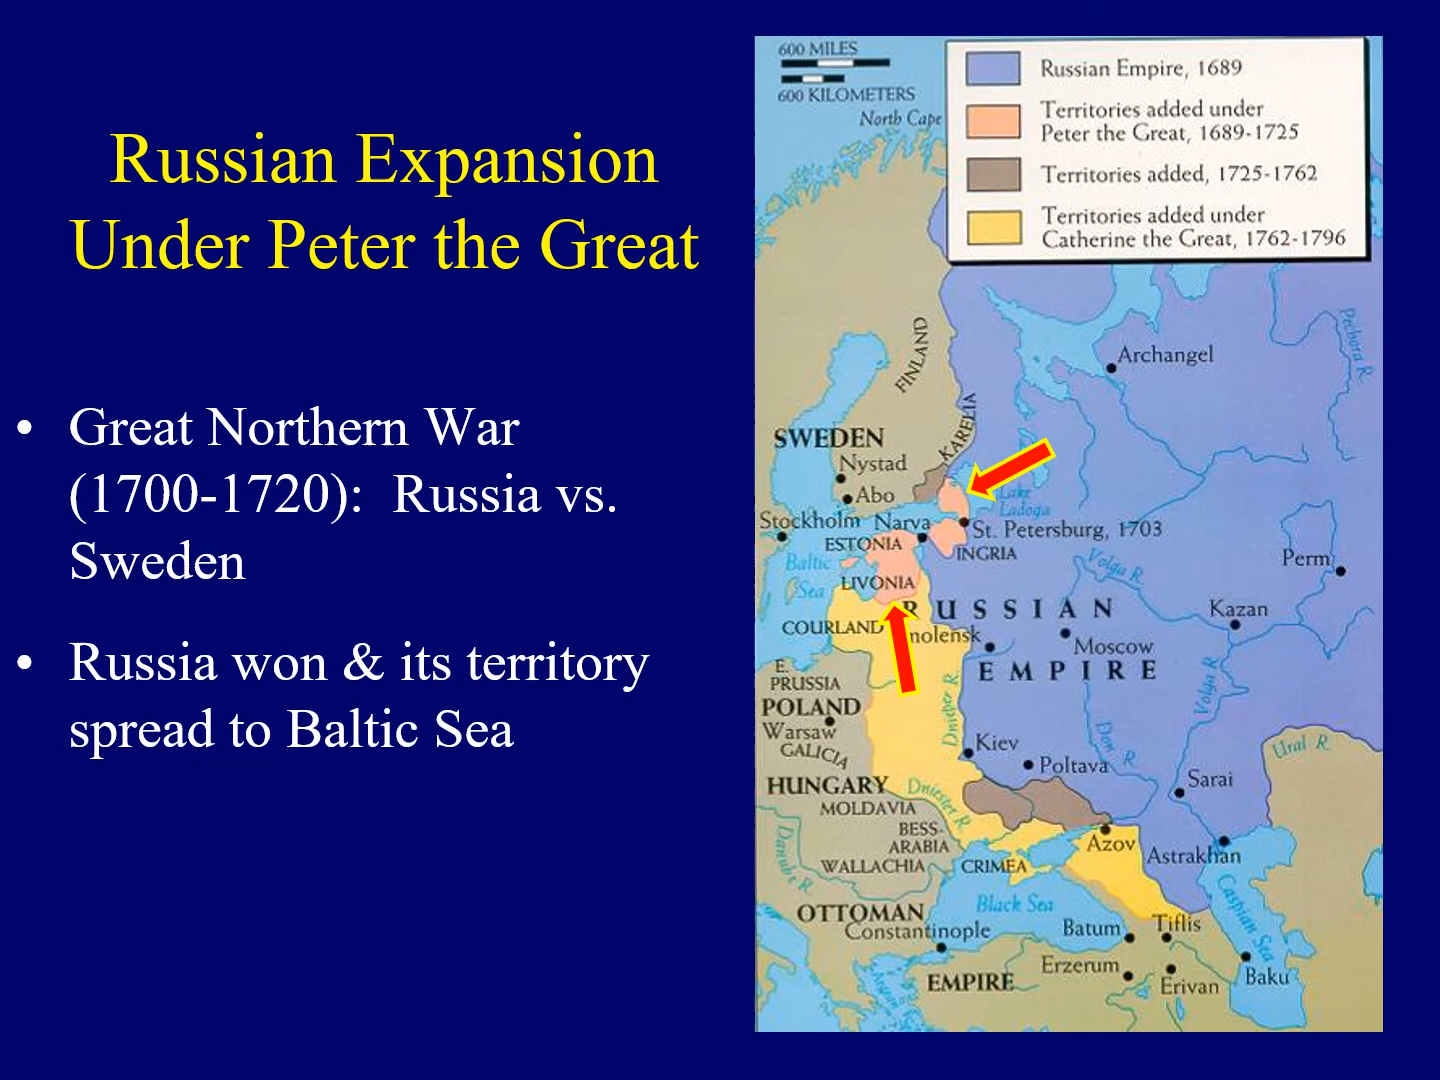 Russian Expansion
Under Peter the Great
• Great Northern War
(1700-1720):  Russia vs.
Sweden
• Russia won & its territory
spread to Baltic Sea
600 MILES
600 KILOMETERS
North Cape
Russian Empire, 1689
Territories added under
Peter the Great, 1689-1725
Territories added, 1725-1762
Territories added under
Catherine the Great, 1762-1796
Pechora R.
Archangel
FINLAND
KARELIA
SWEDEN
Nystad
Abo
Lake
Ladoga
Stockholm
Narva
St. Petersburg, 1703
ESTONIA
INGRIA
Baltic
Sea
LIVONIA
Volga R.
Perm
RUSSIAN
Kazan
COURLAND
molensk
Moscow
EMPIRE
E.
PRUSSIA
Volga R.
POLAND
Dnieper R.
Warsaw
GALICIA
Kiev
Don R.
Ural R.
Poltava
Sarai
HUNGARY
Dniester R.
MOLDAVIA
BESS-
ARABIA
Danube R.
Azov
Astrakhan
WALLACHIA
CRIMEA
Caspian Sea
Black Sea
OTTOMAN
Constantinople
Batum
Tiflis
Erzerum
EMPIRE
Erivan
Baku